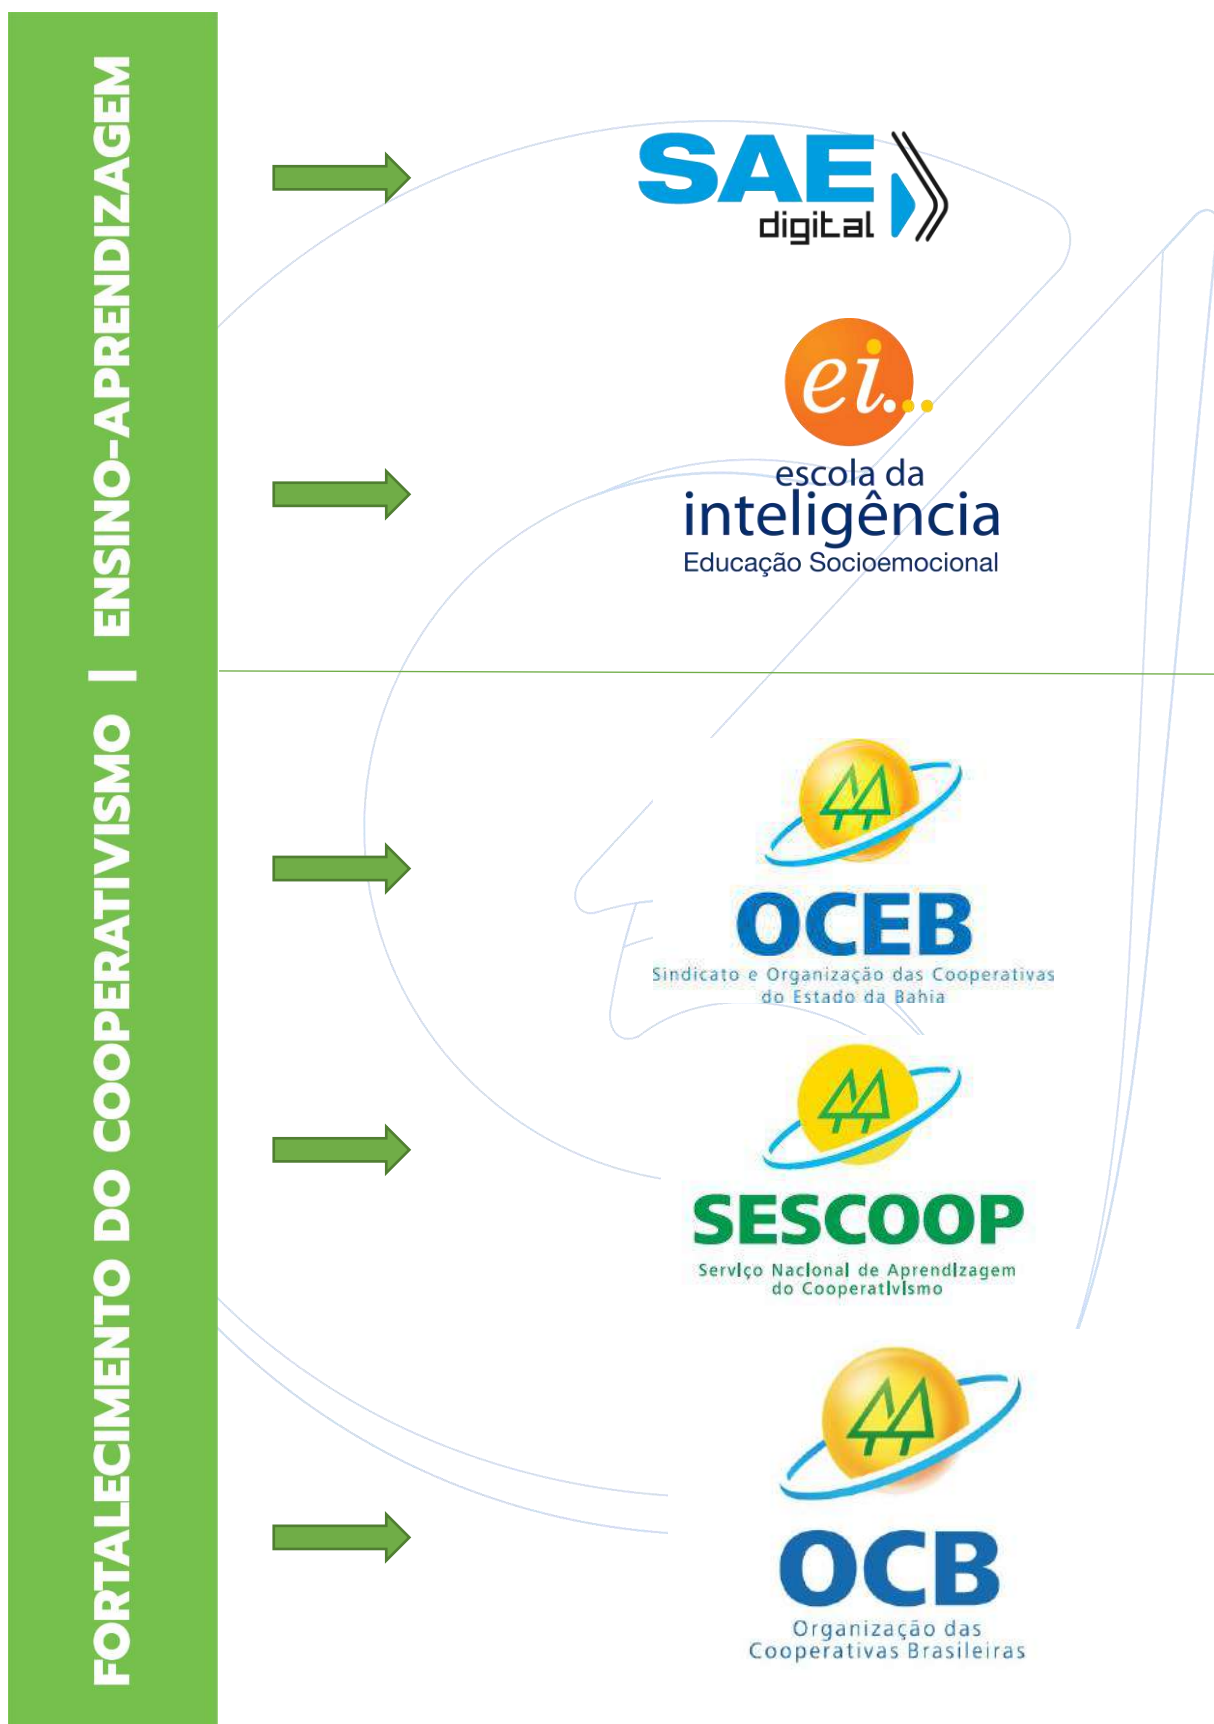 FORTALECIMENTO DO COOPERATIVISMO | ENSINO-APRENDIZAGEM
SAE
digital
ei...
escola da
inteligência
Educação Socioemocional
OCEB
Sindicato e Organização das Cooperativas
do Estado da Bahia
SESCOOP
Serviço Nacional de Aprendizagem
do Cooperativismo
OCB
Organização das
Cooperativas Brasileiras